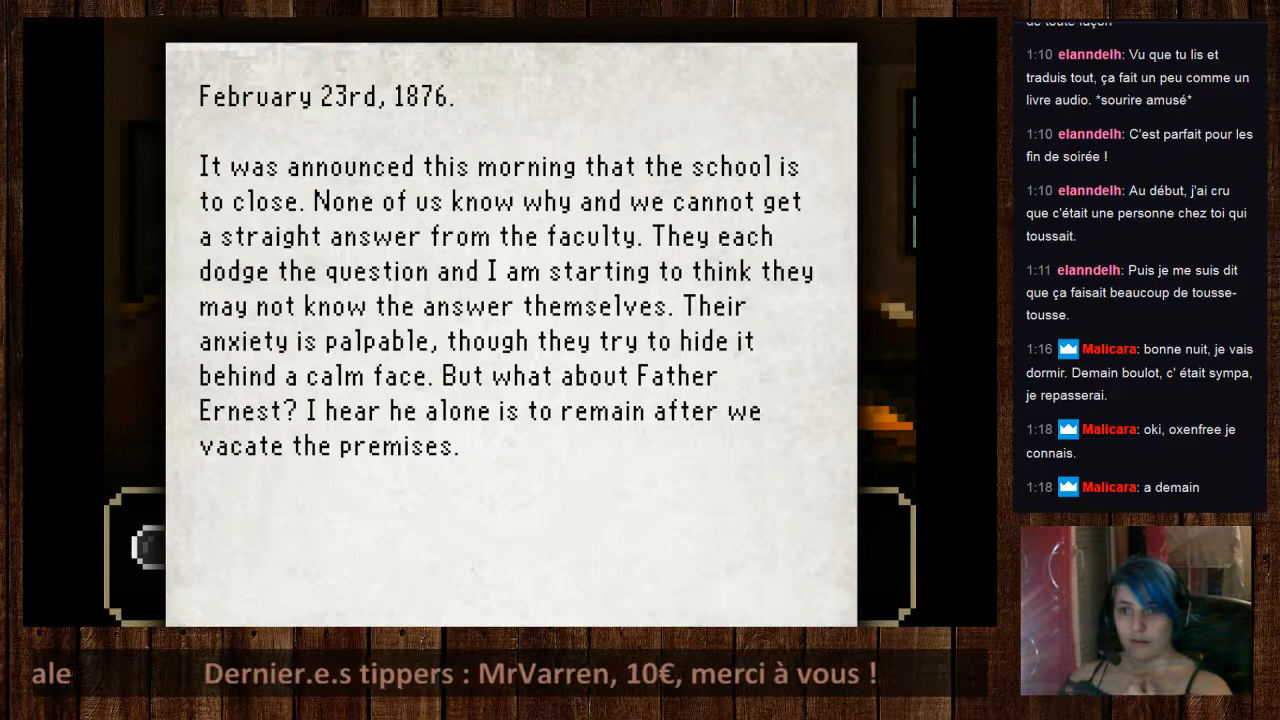 February 23rd, 1876.
It was announced this morning that the school is
to close. None of us know why and we cannot get
a straight answer from the faculty. They each
dodge the question and I am starting to think they
may not know the answer themselves. Their
anxiety is palpable, though they try to hide it
behind a calm face. But what about Father
Ernest? I hear he alone is to remain after we
vacate the premises.
de toute façon
1:10 elanndelh: Vu que tu lis et
traduis tout, ça fait un peu comme un
livre audio. *sourire amusé*
1:10 elanndelh: C'est parfait pour les
fin de soirée !
1:10 elanndelh: Au début, j'ai cru
que c'était une personne chez toi qui
toussait.
1:11 elanndelh: Puis je me suis dit
que ça faisait beaucoup de tousse-
tousse.
1:16 Malicara: bonne nuit, je vais
dormir. Demain boulot, c' était sympa,
je repasserai.
1:18 Malicara: oki, oxenfree je
connais.
1:18 Malicara: a demain
ale
Dernier.e.s tippers : MrVarren, 10€, merci à vous !